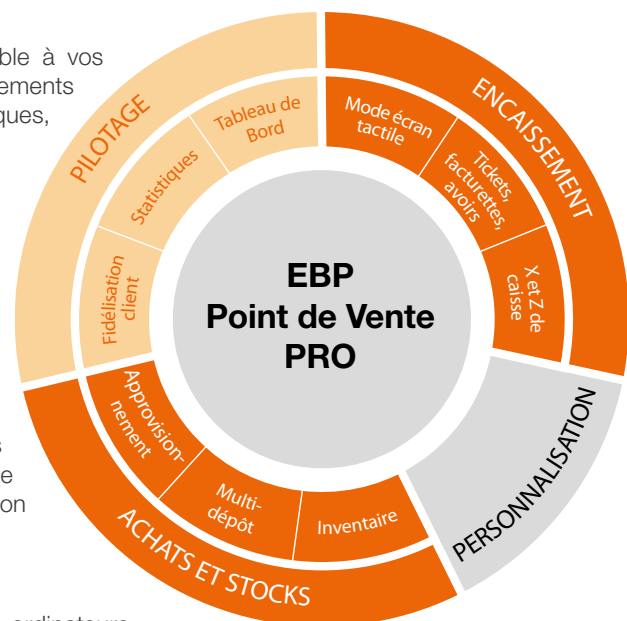 ble à vos
ements
ques,
e
on
ordinateurs
PILOTAGE
Tableau de
Bord
Statistiques
Fidélisation
client
ENCAISSEMENT
Mode écran
tactile
Tickets,
facturettes,
avoirs
X et Z de
caisse
EBP
Point de Vente
PRO
PERSONNALISATION
ACHATS ET STOCKS
Approvision-
nement
Multi-
dépôt
Inventaire